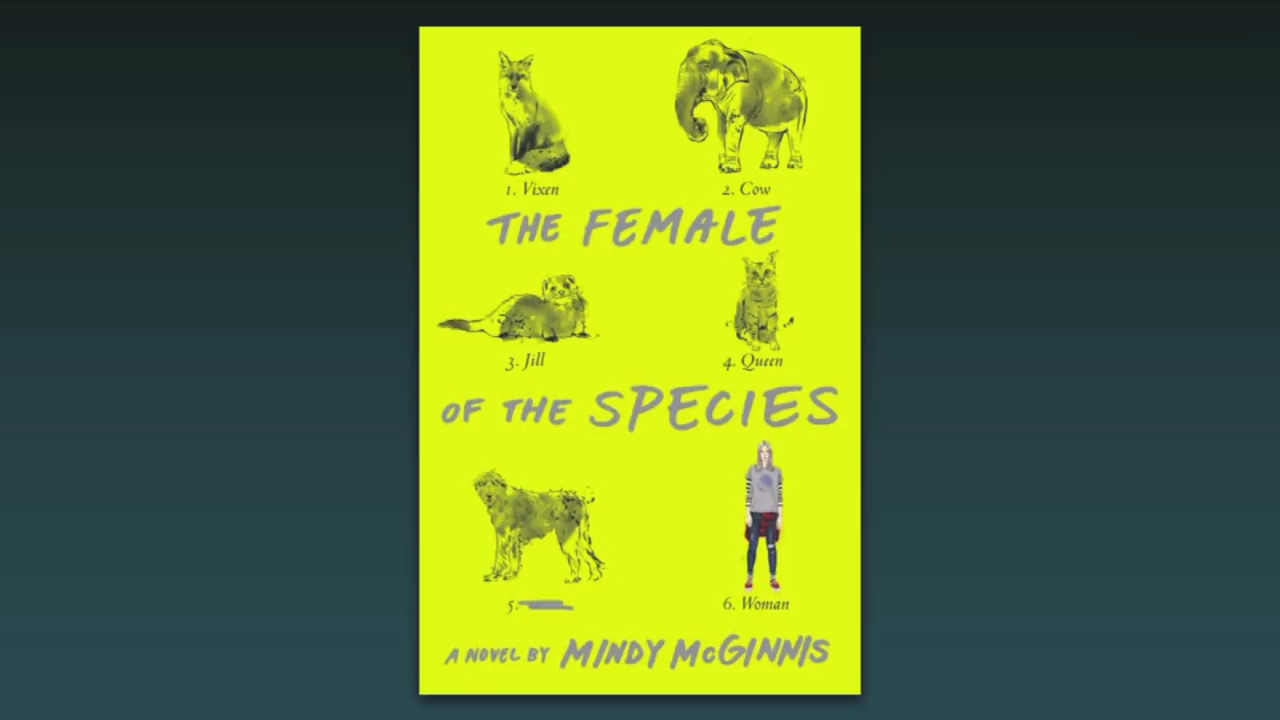 1. Vixen
2. Cow
THE FEMALE
3. Jill
4. Queen
OF THE SPECIES
5.
6. Woman
A NOVEL BY MINDY McGINNIS